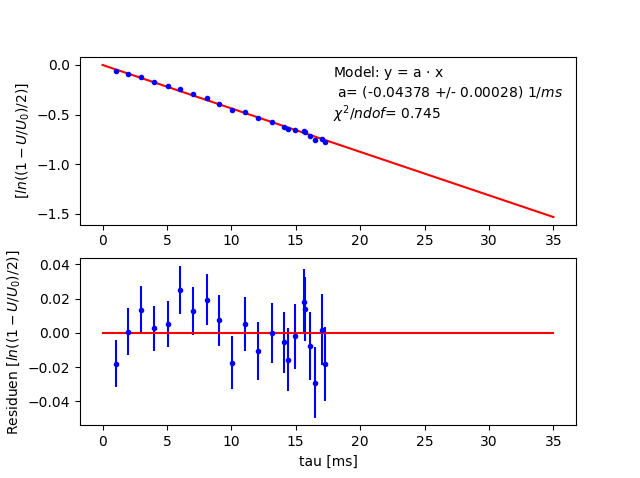 0.0
−0.5
−1.0
−1.5
[ln((1 − U/U₀)/2)]
Model: y = a · x
a= (-0.04378 +/- 0.00028) 1/ms
χ²/ndof= 0.745
0 5 10 15 20 25 30 35
0.04
0.02
0.00
−0.02
−0.04
Residuen [ln((1 − U/U₀)/2)]
0 5 10 15 20 25 30 35
tau [ms]